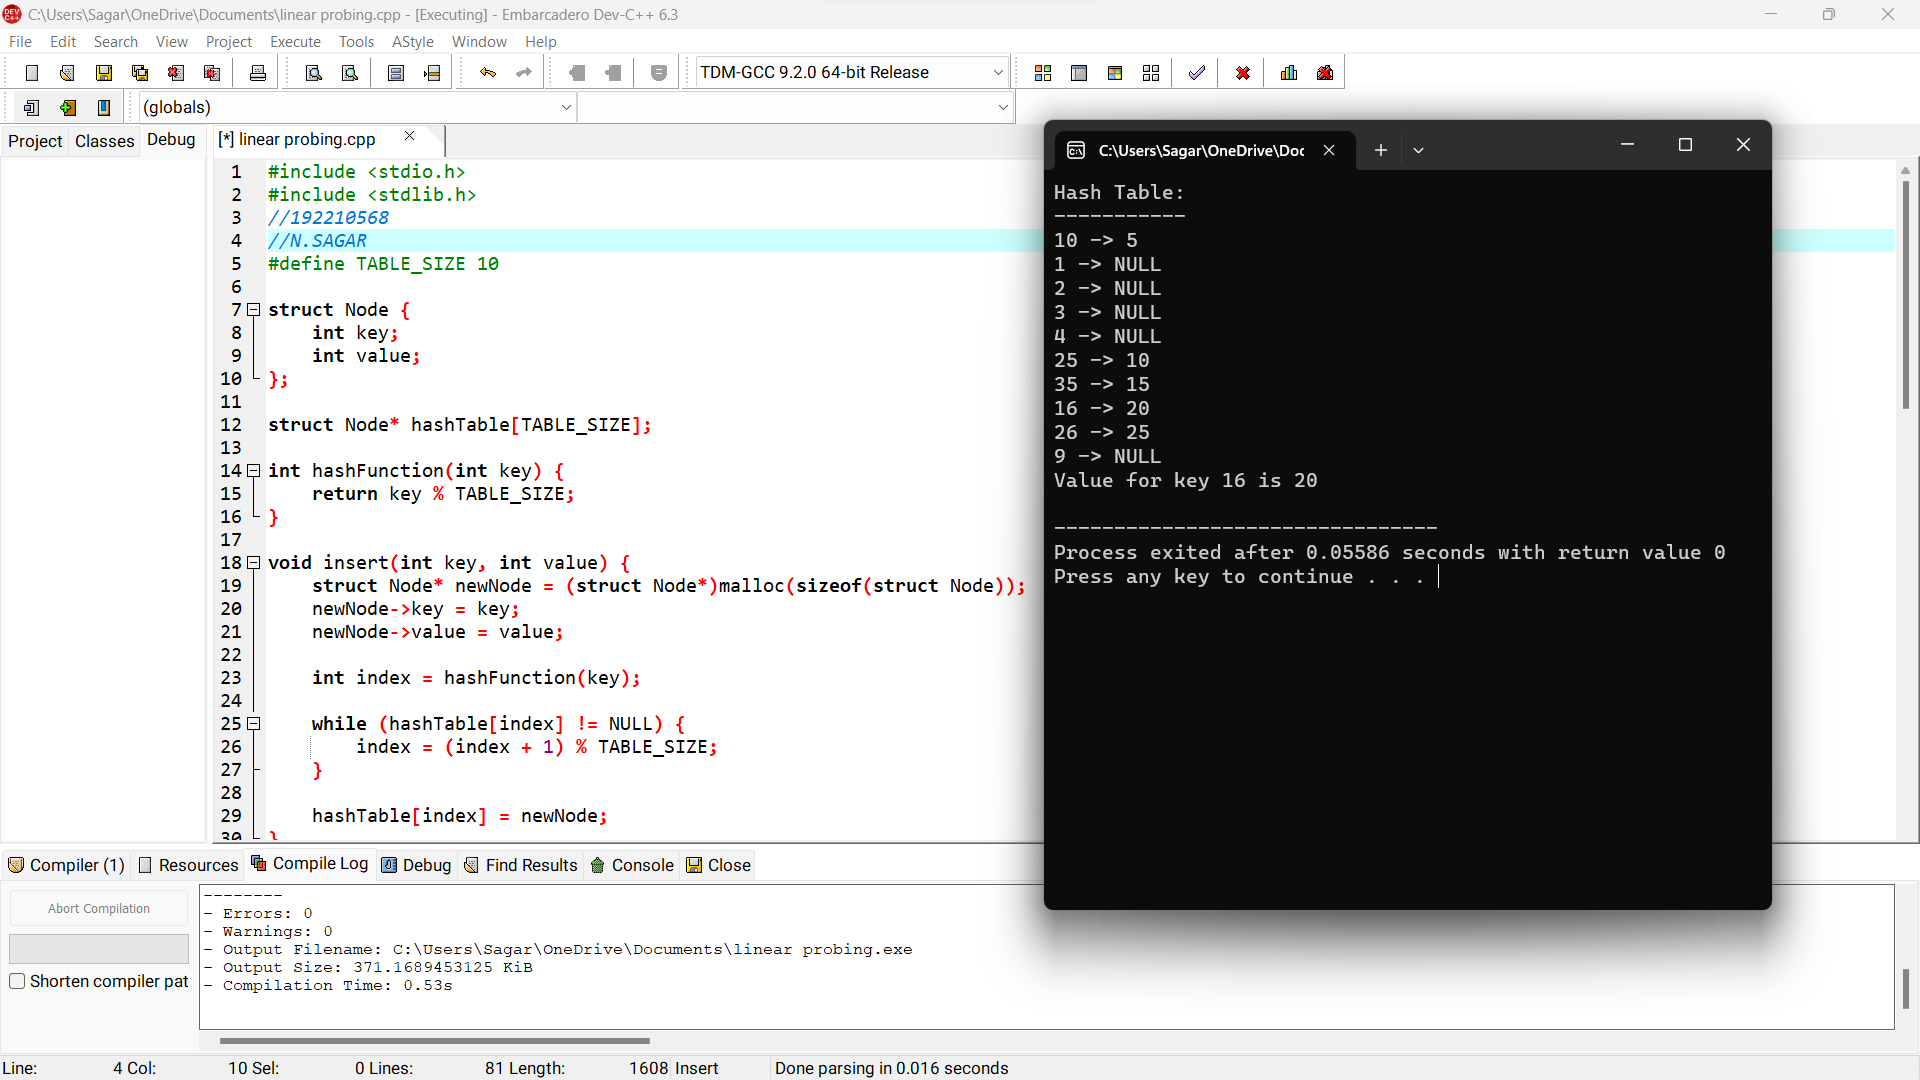 C:\Users\Sagar\OneDrive\Documents\linear probing.cpp - [Executing] - Embarcadero Dev-C++ 6.3
File Edit Search View Project Execute Tools AStyle Window Help
TDM-GCC 9.2.0 64-bit Release
(globals)
Project Classes Debug
[*] linear probing.cpp
1 #include <stdio.h>
2 #include <stdlib.h>
3 //192210568
4 //N.SAGAR
5 #define TABLE_SIZE 10
6
7 struct Node {
8 int key;
9 int value;
10 };
11
12 struct Node* hashTable[TABLE_SIZE];
13
14 int hashFunction(int key) {
15 return key % TABLE_SIZE;
16 }
17
18 void insert(int key, int value) {
19 struct Node* newNode = (struct Node*)malloc(sizeof(struct Node));
20 newNode->key = key;
21 newNode->value = value;
22
23 int index = hashFunction(key);
24
25 while (hashTable[index] != NULL) {
26 index = (index + 1) % TABLE_SIZE;
27 }
28
29 hashTable[index] = newNode;
30 }
C:\Users\Sagar\OneDrive\Doc
Hash Table:
-----------
10 -> 5
1 -> NULL
2 -> NULL
3 -> NULL
4 -> NULL
25 -> 10
35 -> 15
16 -> 20
26 -> 25
9 -> NULL
Value for key 16 is 20
--------------------------------
Process exited after 0.05586 seconds with return value 0
Press any key to continue . . .
Compiler (1) Resources Compile Log Debug Find Results Console Close
Abort Compilation
Shorten compiler pat
--------
- Errors: 0
- Warnings: 0
- Output Filename: C:\Users\Sagar\OneDrive\Documents\linear probing.exe
- Output Size: 371.1689453125 KiB
- Compilation Time: 0.53s
Line: 4 Col: 10 Sel: 0 Lines: 81 Length: 1608 Insert Done parsing in 0.016 seconds